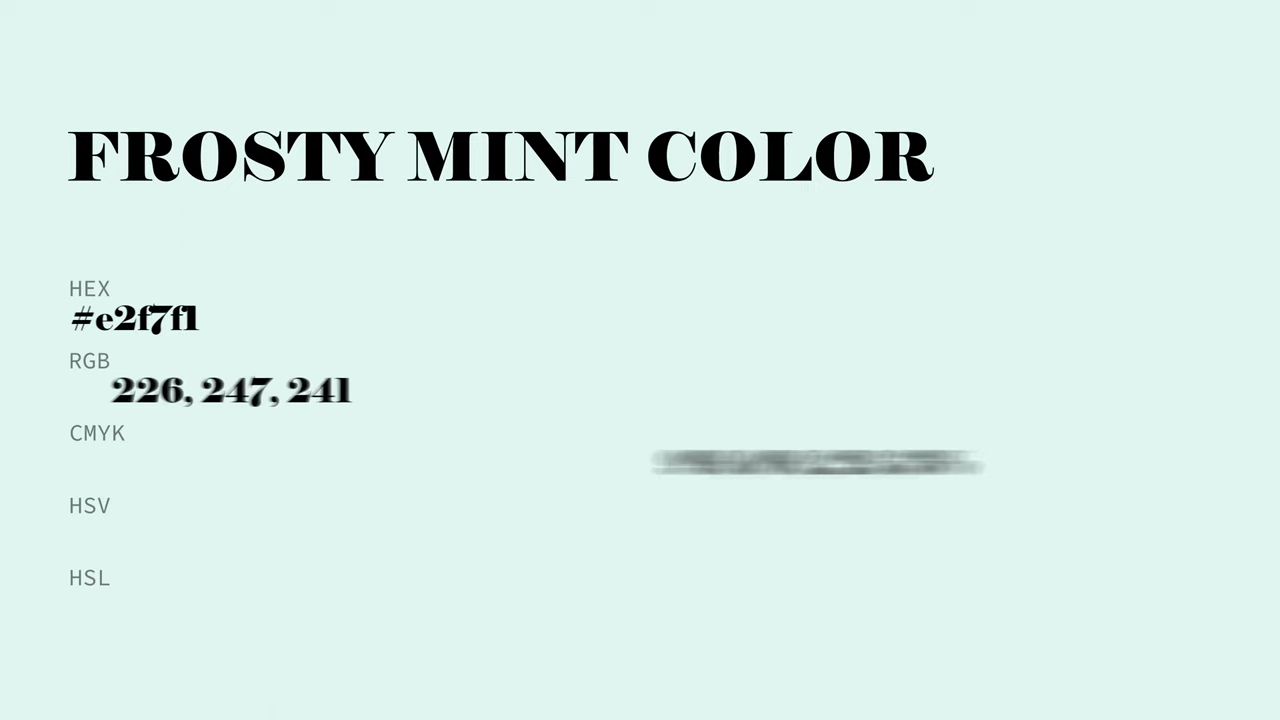 FROSTY MINT COLOR
HEX
#e2f7f1
RGB
226, 247, 241
CMYK
HSV
HSL